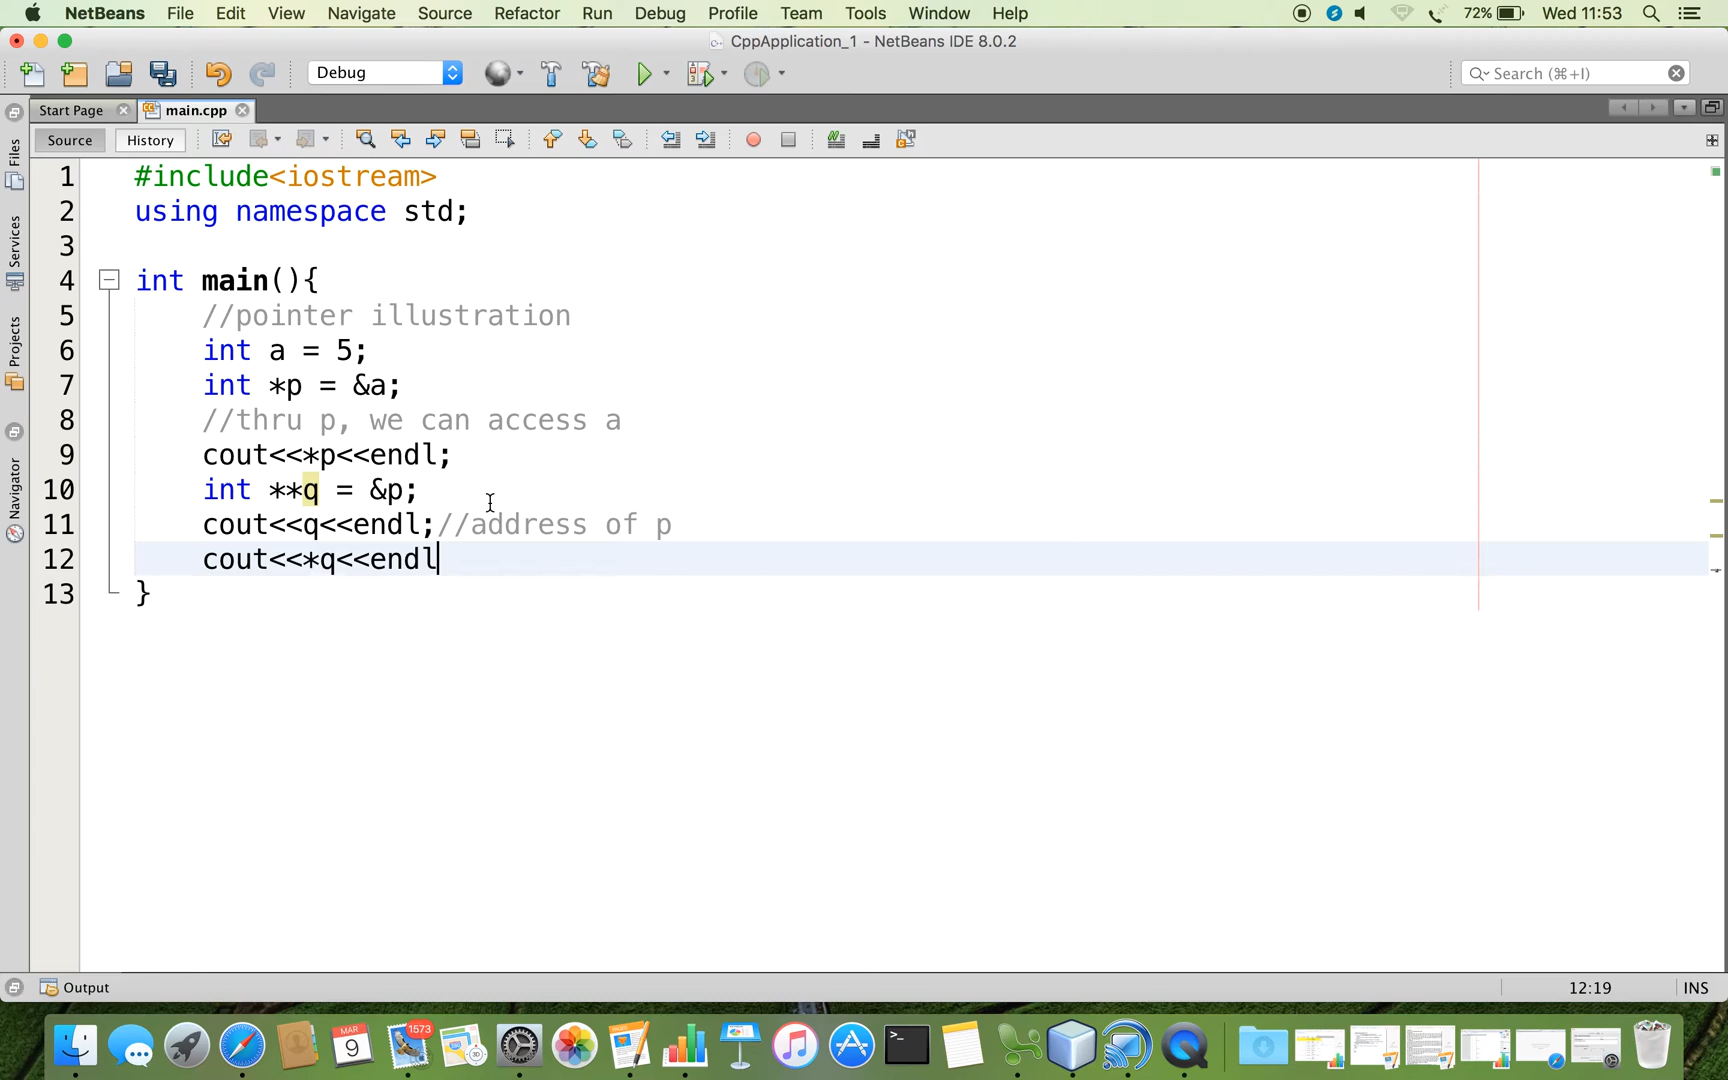 NetBeans File Edit View Navigate Source Refactor Run Debug Profile Team Tools Window Help 72% Wed 11:53
CppApplication_1 - NetBeans IDE 8.0.2
Debug Search (⌘+I)
Start Page main.cpp
Source History
Files
Services
Projects
Navigator
1 #include<iostream>
2 using namespace std;
3
4 int main(){
5 //pointer illustration
6 int a = 5;
7 int *p = &a;
8 //thru p, we can access a
9 cout<<*p<<endl;
10 int **q = &p;
11 cout<<q<<endl;//address of p
12 cout<<*q<<endl
13 }
Output 12:19 INS
MAR
9
1573